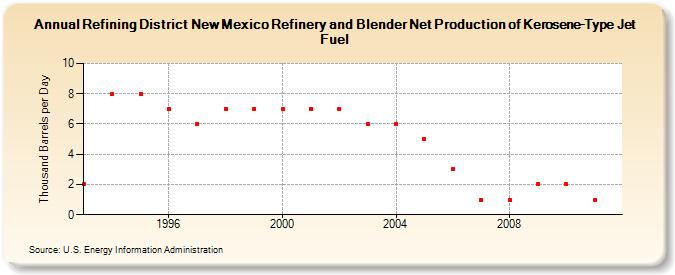 Annual Refining District New Mexico Refinery and Blender Net Production of Kerosene-Type Jet
Fuel
Thousand Barrels per Day
10
8
6
4
2
0
1996 2000 2004 2008
Source: U.S. Energy Information Administration